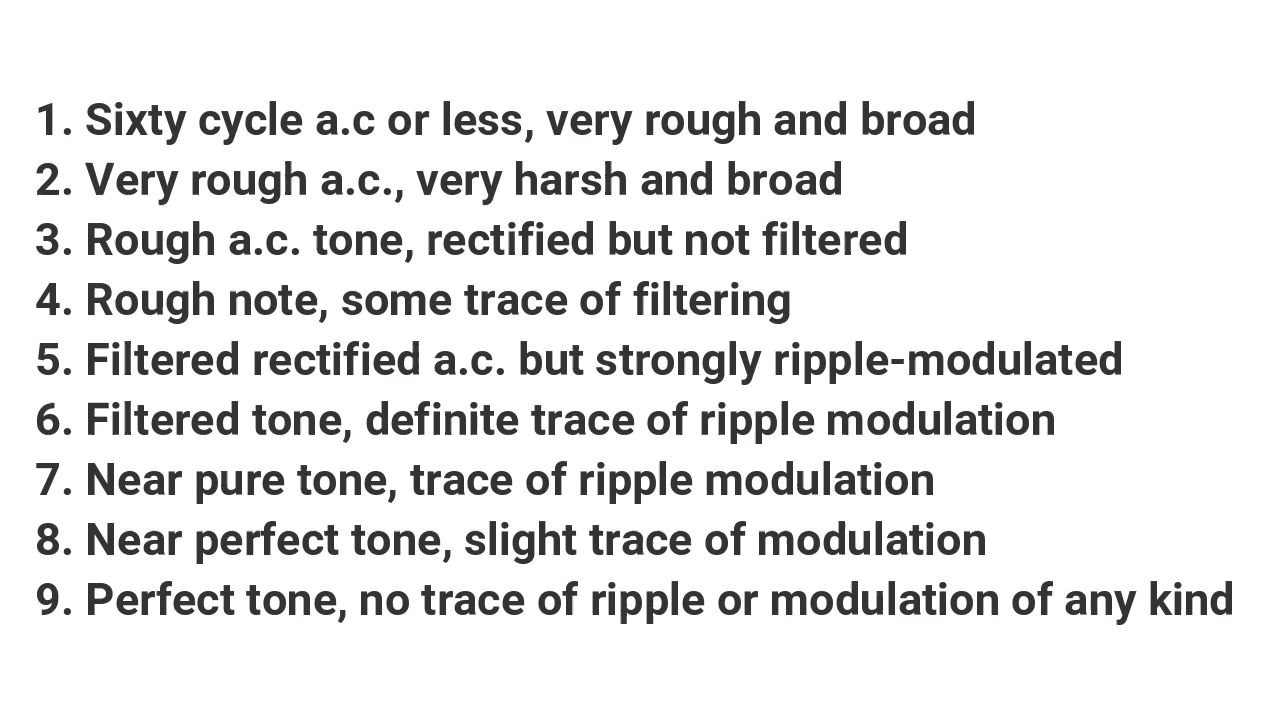 1. Sixty cycle a.c or less, very rough and broad
2. Very rough a.c., very harsh and broad
3. Rough a.c. tone, rectified but not filtered
4. Rough note, some trace of filtering
5. Filtered rectified a.c. but strongly ripple-modulated
6. Filtered tone, definite trace of ripple modulation
7. Near pure tone, trace of ripple modulation
8. Near perfect tone, slight trace of modulation
9. Perfect tone, no trace of ripple or modulation of any kind